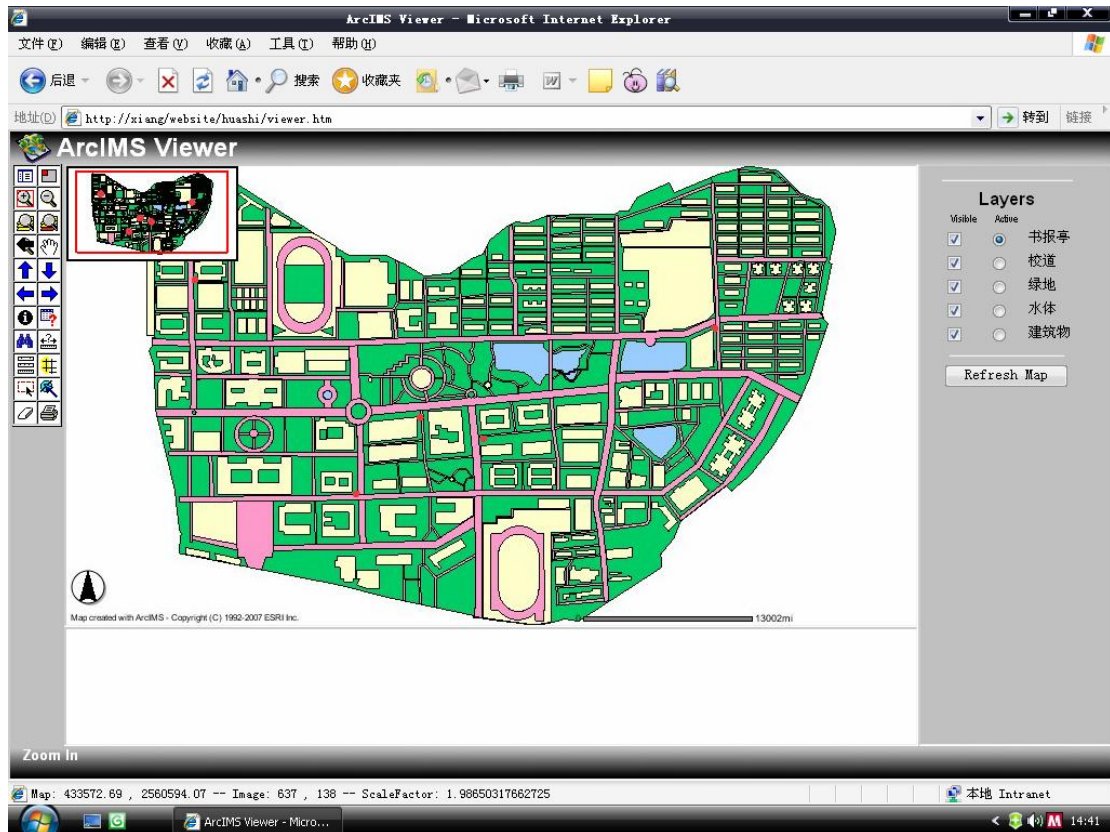 ArcIMS Viewer - Microsoft Internet Explorer
文件(F) 编辑(E) 查看(V) 收藏(A) 工具(T) 帮助(H)
后退 搜索 收藏夹
地址(D) http://xiang/website/huashi/viewer.htm 转到 链接
ArcIMS Viewer
Layers
Visible Active
书报亭
校道
绿地
水体
建筑物
Refresh Map
Map created with ArcIMS - Copyright (C) 1992-2007 ESRI Inc.
0 13002mi
Zoom In
Map: 433572.69 , 2560594.07 -- Image: 637 , 138 -- ScaleFactor: 1.98650317662725
本地 Intranet
ArcIMS Viewer - Micro...
14:41